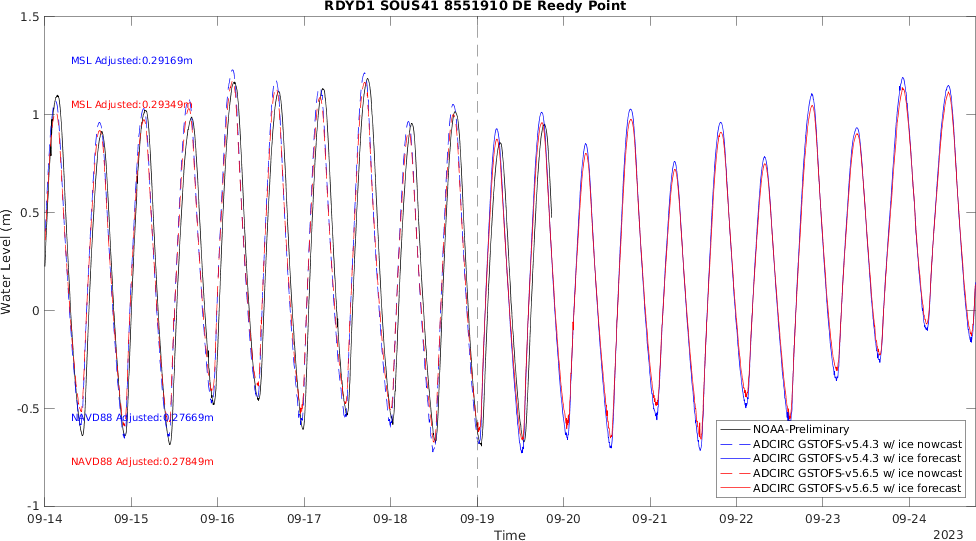 RDYD1 SOUS41 8551910 DE Reedy Point
1.5
1
0.5
0
-0.5
-1
Water Level (m)
MSL Adjusted:0.29169m
MSL Adjusted:0.29349m
NAVD88 Adjusted:0.27669m
NAVD88 Adjusted:0.27849m
NOAA-Preliminary
ADCIRC GSTOFS-v5.4.3 w/ ice nowcast
ADCIRC GSTOFS-v5.4.3 w/ ice forecast
ADCIRC GSTOFS-v5.6.5 w/ ice nowcast
ADCIRC GSTOFS-v5.6.5 w/ ice forecast
09-14 09-15 09-16 09-17 09-18 09-19 09-20 09-21 09-22 09-23 09-24
Time
2023